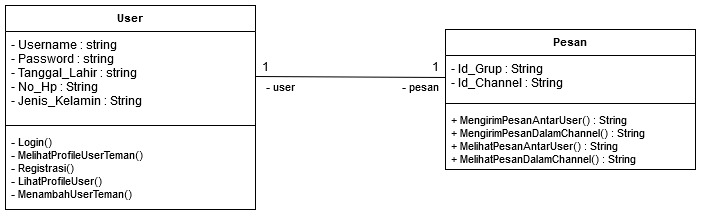 User
- Username : string
- Password : string
- Tanggal_Lahir : string
- No_Hp : String
- Jenis_Kelamin : String
- Login()
- MelihatProfileUserTeman()
- Registrasi()
- LihatProfileUser()
- MenambahUserTeman()
1
- user
1
- pesan
Pesan
- Id_Grup : String
- Id_Channel : String
+ MengirimPesanAntarUser() : String
+ MengirimPesanDalamChannel() : String
+ MelihatPesanAntarUser() : String
+ MelihatPesanDalamChannel() : String